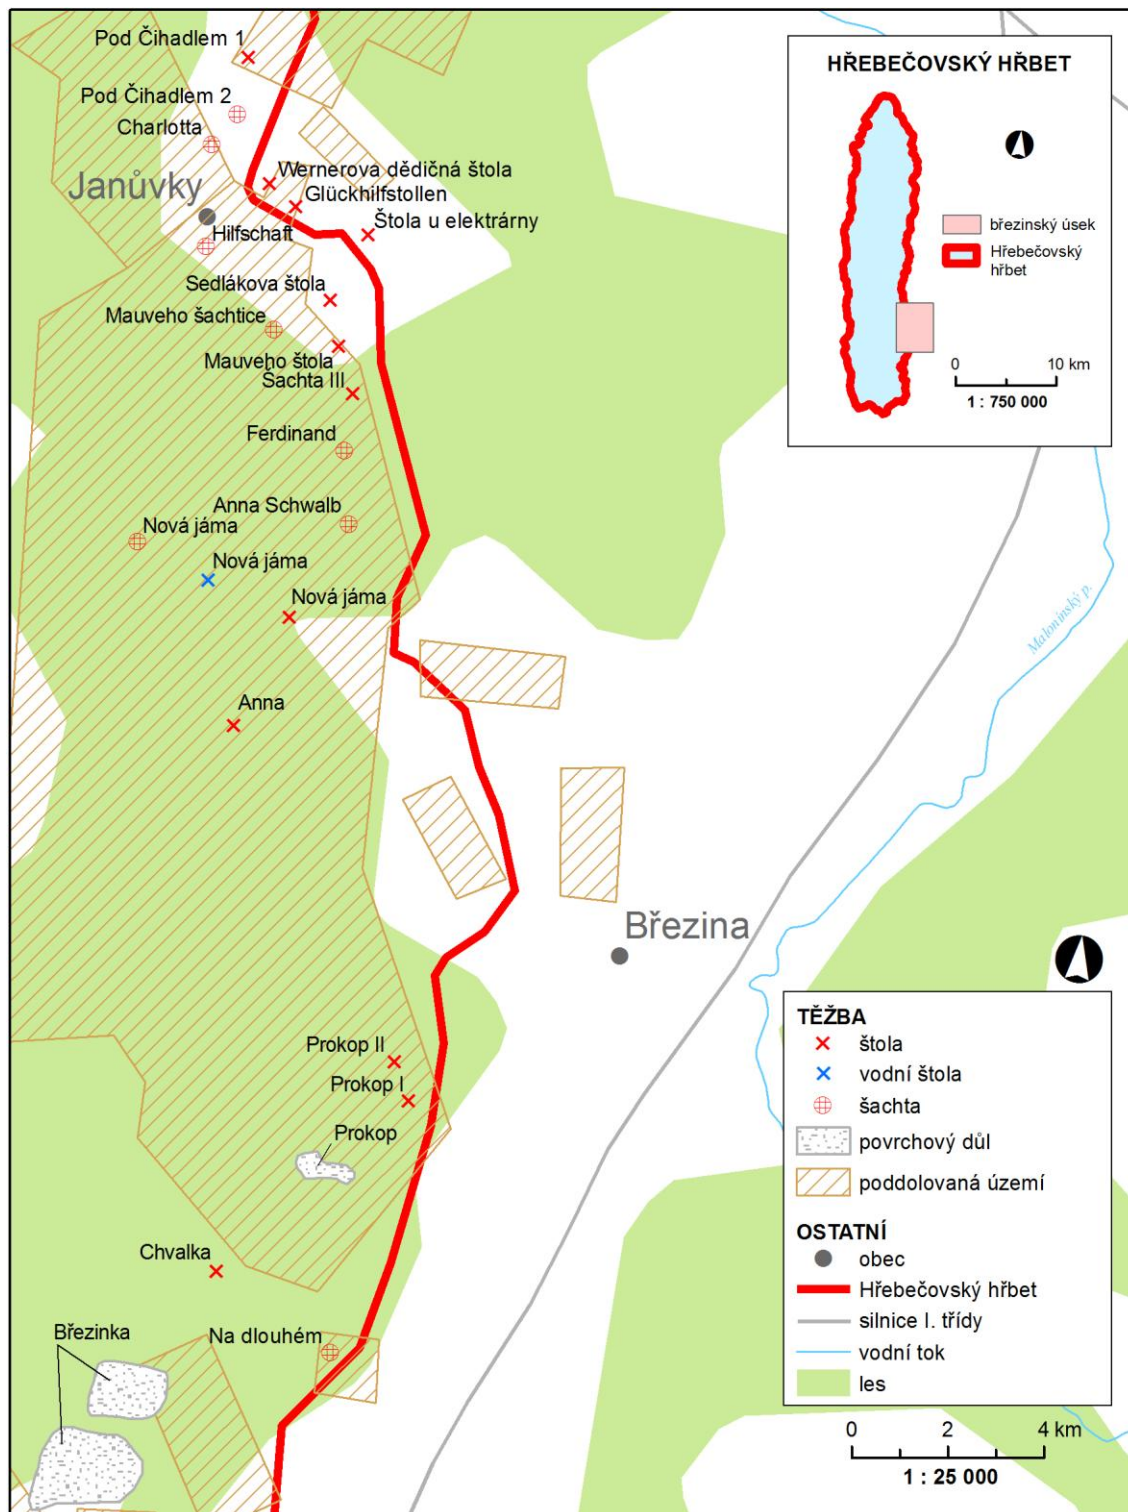 Pod Čihadlem 1
Pod Čihadlem 2
Charlotta
Janůvky
Wernerova dědičná štola
Glückhilfstollen
Štola u elektrárny
Hilfschaft
Sedlákova štola
Mauveho šachtice
Mauveho štola
Šachta III
Ferdinand
Anna Schwalb
Nová jáma
Nová jáma
Nová jáma
Anna
Březina
Prokop II
Prokop I
Prokop
Chvalka
Březinka
Na dlouhém
Malonínský p.
HŘEBEČOVSKÝ HŘBET
březinský úsek
Hřebečovský
hřbet
0 10 km
1 : 750 000
TĚŽBA
štola
vodní štola
šachta
povrchový důl
poddolovaná území
OSTATNÍ
obec
Hřebečovský hřbet
silnice I. třídy
vodní tok
les
0 2 4 km
1 : 25 000